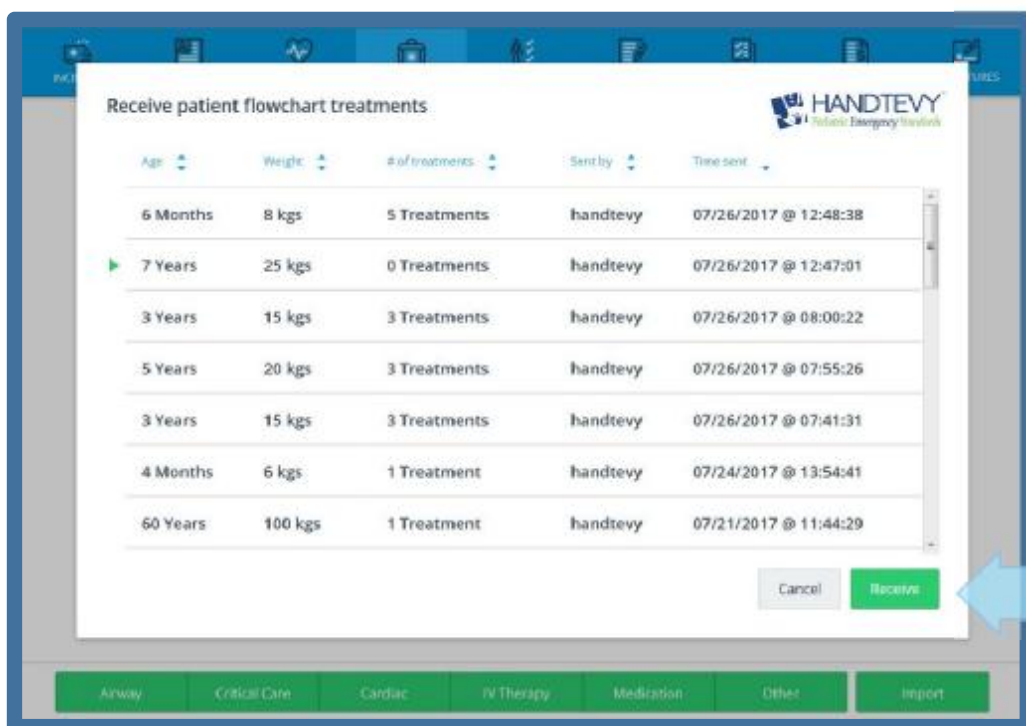 Receive patient flowchart treatments
HANDTEVY
Pediatric Emergency Standards
Age Weight # of treatments Sent by Time sent
6 Months 8 kgs 5 Treatments handtevy 07/26/2017 @ 12:48:38
7 Years 25 kgs 0 Treatments handtevy 07/26/2017 @ 12:47:01
3 Years 15 kgs 3 Treatments handtevy 07/26/2017 @ 08:00:22
5 Years 20 kgs 3 Treatments handtevy 07/26/2017 @ 07:55:26
3 Years 15 kgs 3 Treatments handtevy 07/26/2017 @ 07:41:31
4 Months 6 kgs 1 Treatment handtevy 07/24/2017 @ 13:54:41
60 Years 100 kgs 1 Treatment handtevy 07/21/2017 @ 11:44:29
Cancel Receive
Airway Critical Care Cardiac IV Therapy Medication Other Import